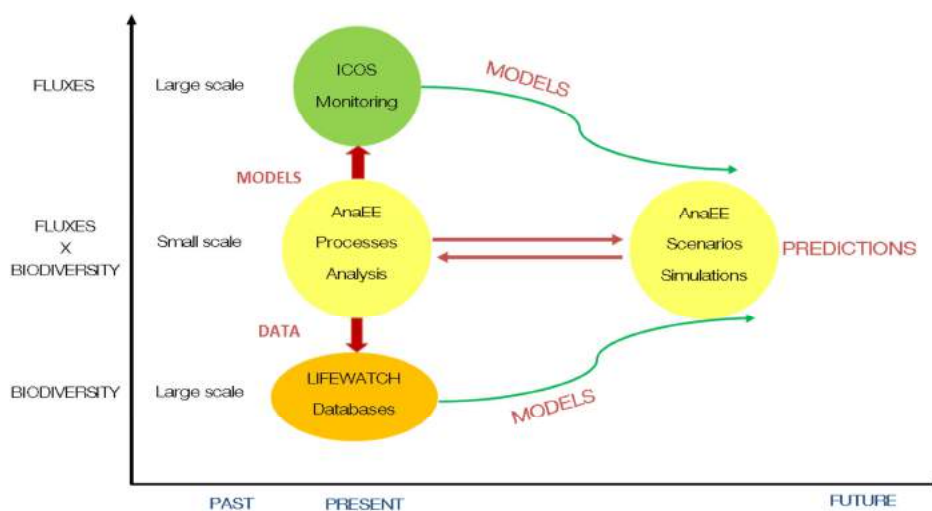 FLUXES
Large scale
ICOS
Monitoring
MODELS
MODELS
FLUXES
X
BIODIVERSITY
Small scale
AnaEE
Processes
Analysis
AnaEE
Scenarios
Simulations
PREDICTIONS
DATA
BIODIVERSITY
Large scale
LIFEWATCH
Databases
MODELS
PAST
PRESENT
FUTURE